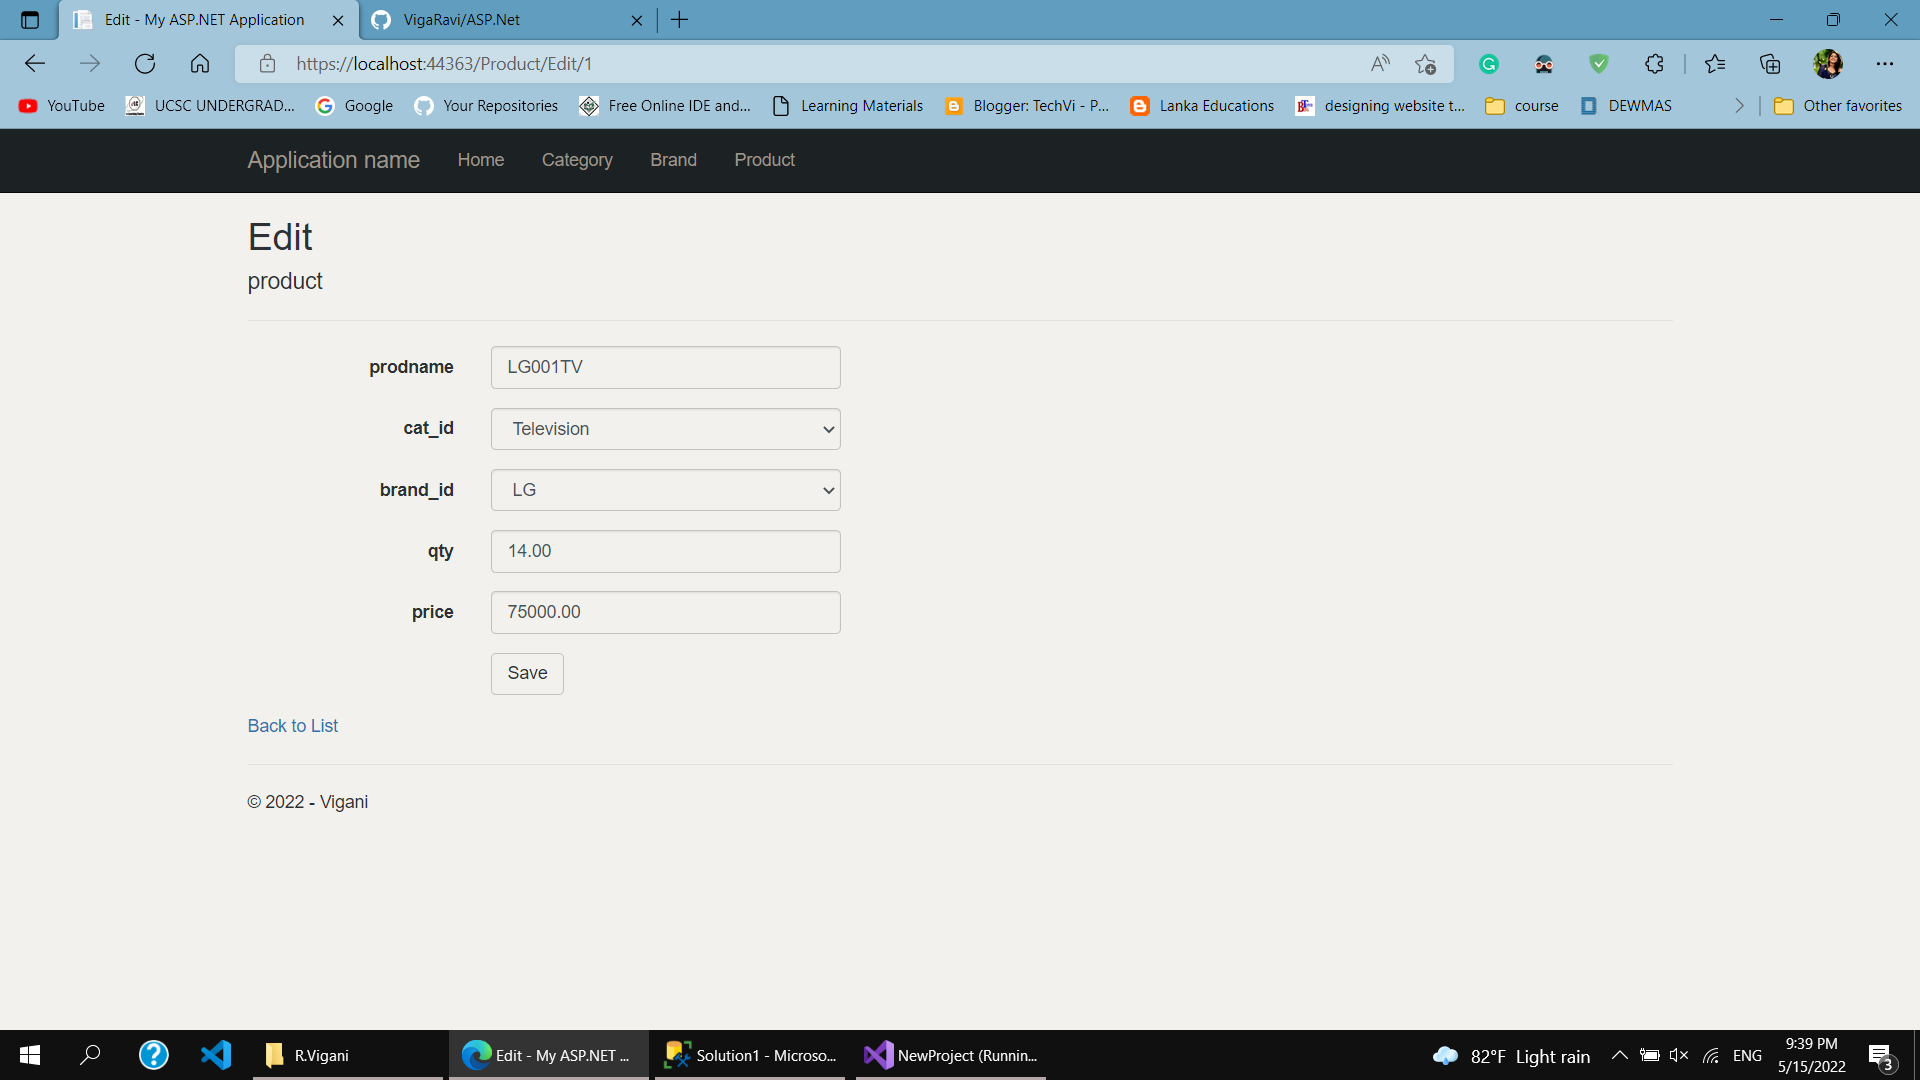 Edit - My ASP.NET Application
VigaRavi/ASP.Net
https://localhost:44363/Product/Edit/1
YouTube
UCSC UNDERGRAD...
Google
Your Repositories
Free Online IDE and...
Learning Materials
Blogger: TechVi - P...
Lanka Educations
designing website t...
course
DEWMAS
Other favorites
Application name
Home
Category
Brand
Product
Edit
product
prodname
LG001TV
cat_id
Television
brand_id
LG
qty
14.00
price
75000.00
Save
Back to List
© 2022 - Vigani
R.Vigani
Edit - My ASP.NET ...
Solution1 - Microso...
NewProject (Runnin...
82°F Light rain
ENG
9:39 PM
5/15/2022
3